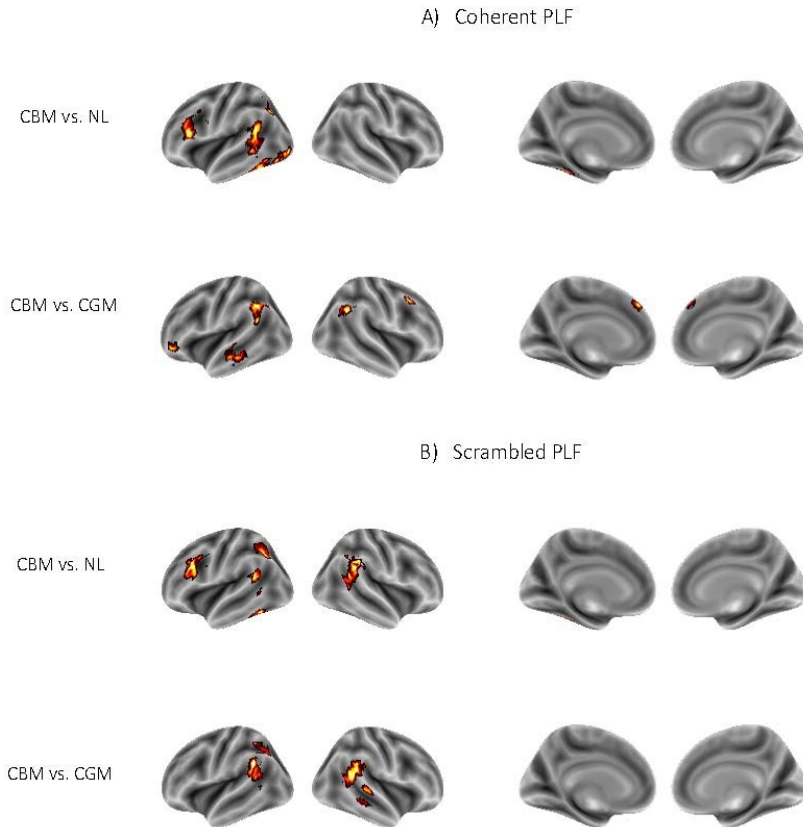 A) Coherent PLF
CBM vs. NL
CBM vs. CGM
B) Scrambled PLF
CBM vs. NL
CBM vs. CGM